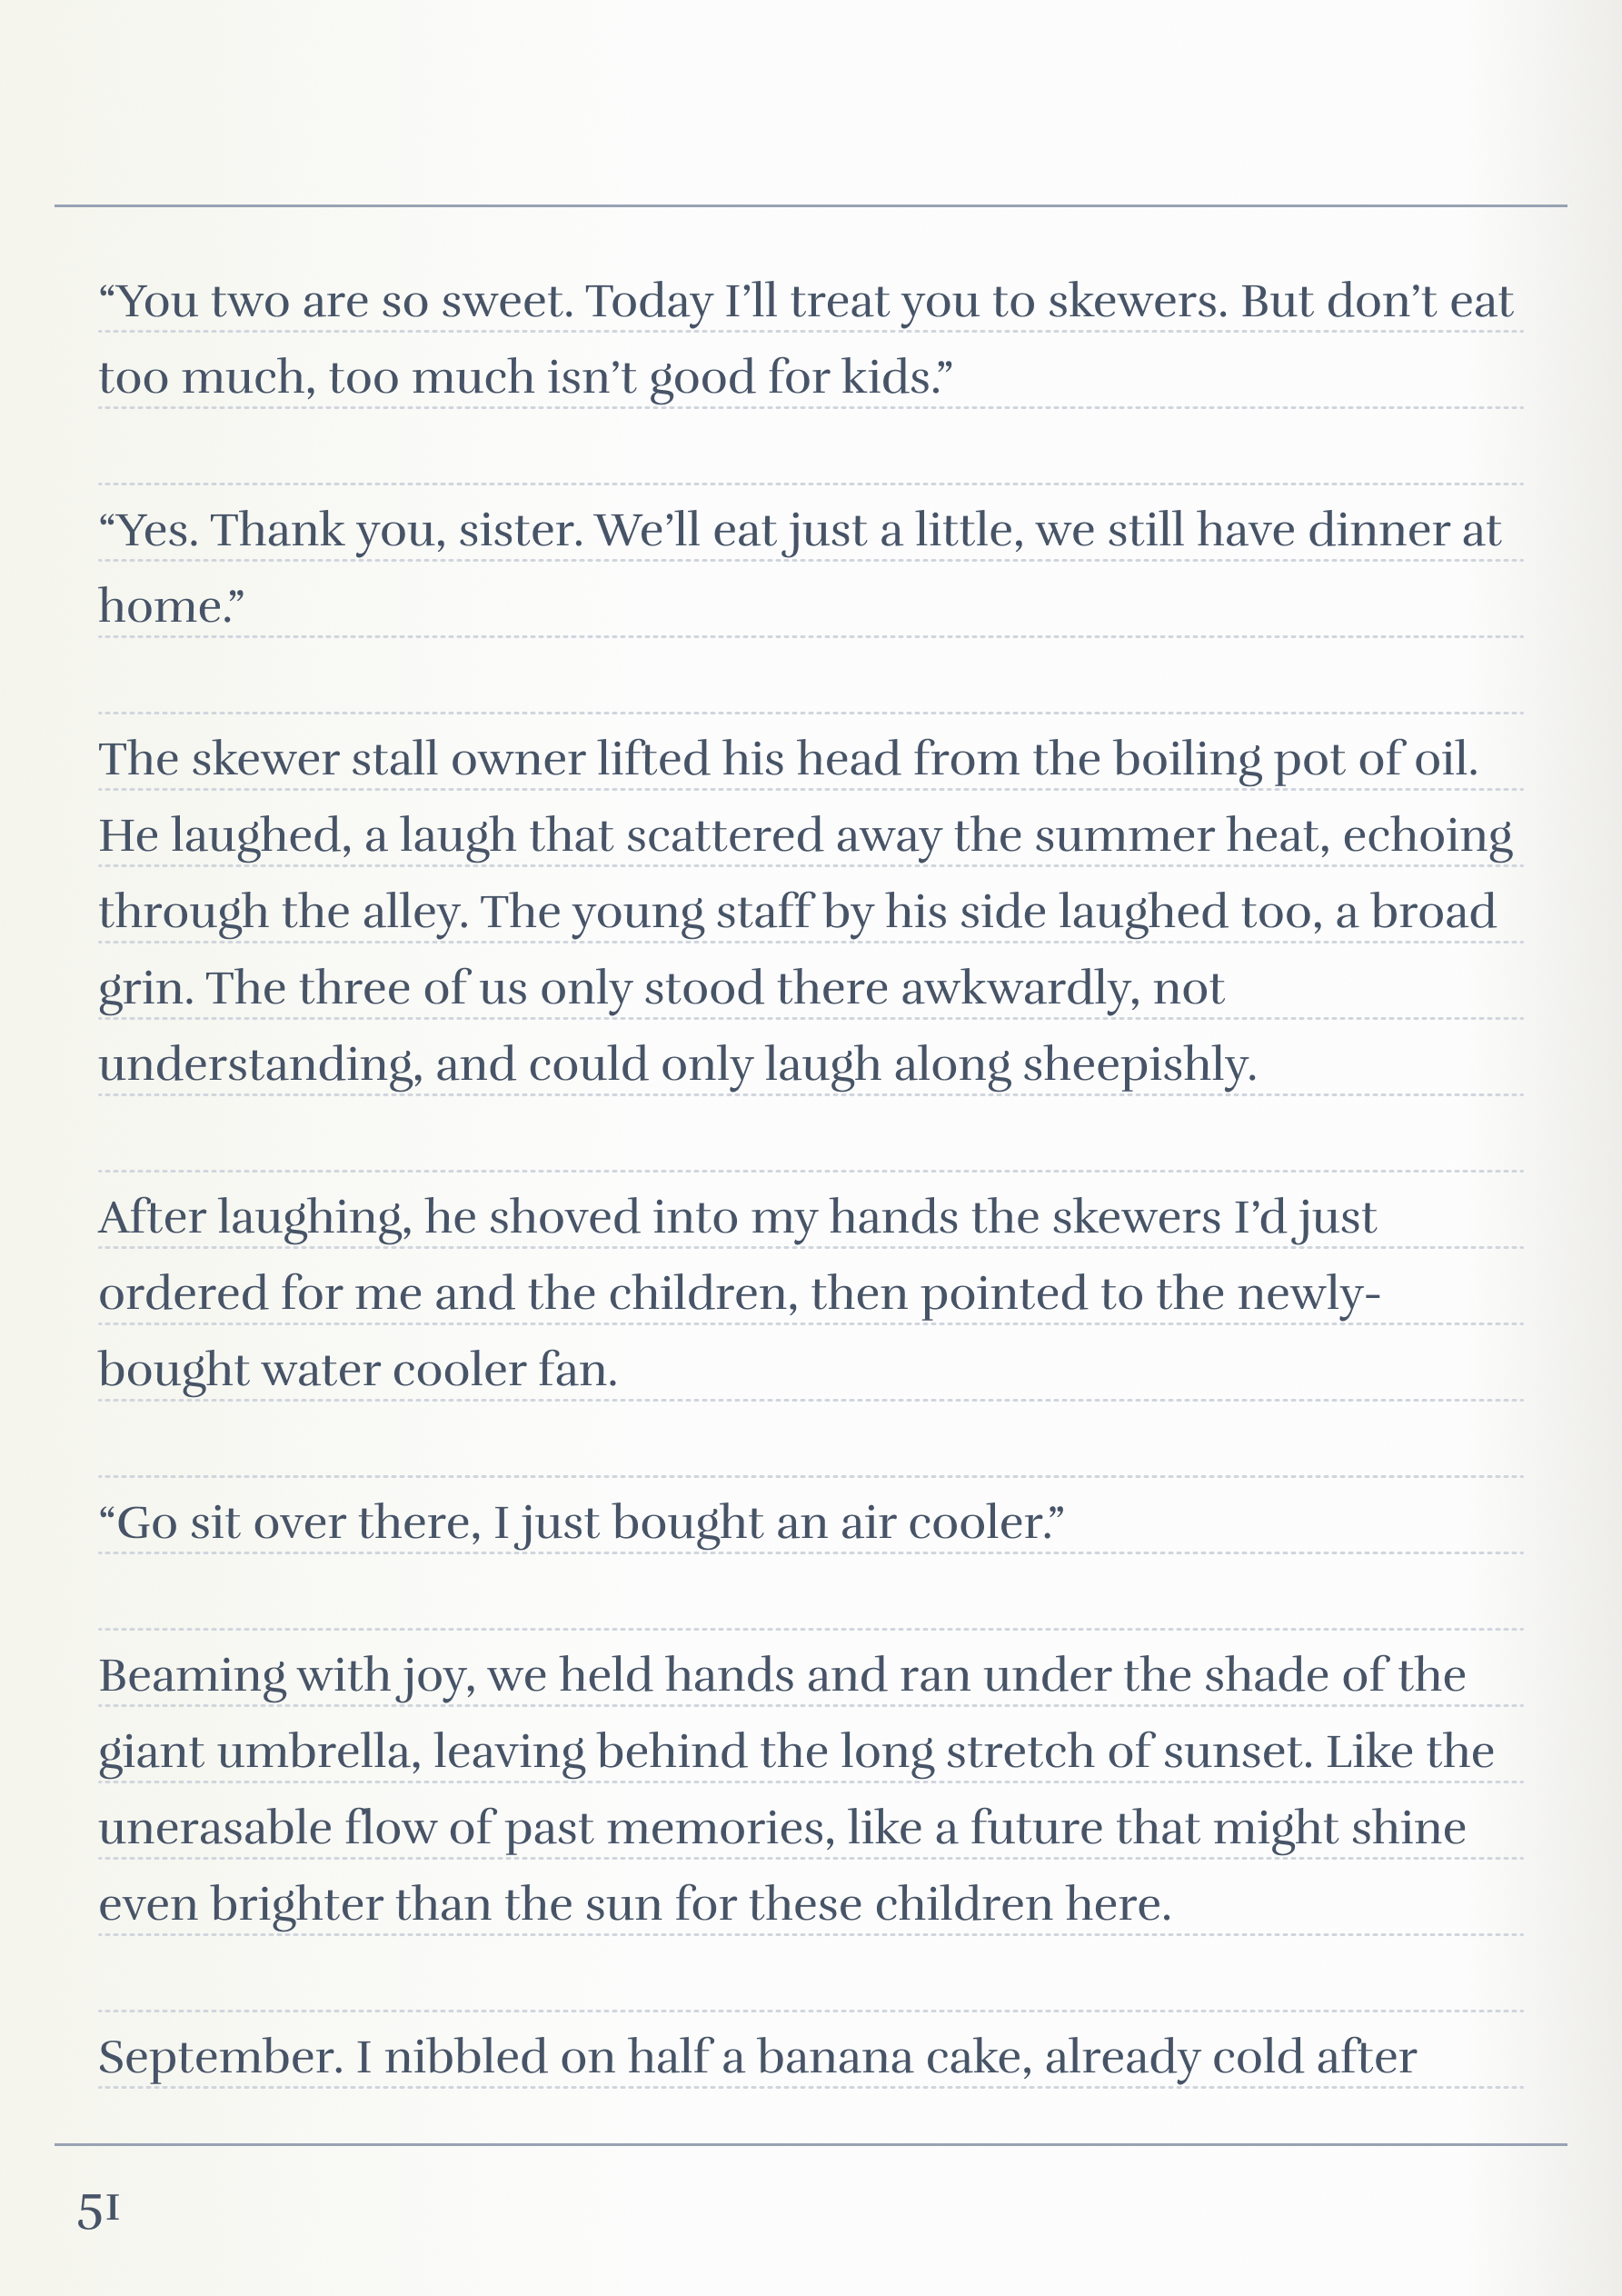 “You two are so sweet. Today I’ll treat you to skewers. But don’t eat
too much, too much isn’t good for kids.”
“Yes. Thank you, sister. We’ll eat just a little, we still have dinner at
home.”
The skewer stall owner lifted his head from the boiling pot of oil.
He laughed, a laugh that scattered away the summer heat, echoing
through the alley. The young staff by his side laughed too, a broad
grin. The three of us only stood there awkwardly, not
understanding, and could only laugh along sheepishly.
After laughing, he shoved into my hands the skewers I’d just
ordered for me and the children, then pointed to the newly-
bought water cooler fan.
“Go sit over there, I just bought an air cooler.”
Beaming with joy, we held hands and ran under the shade of the
giant umbrella, leaving behind the long stretch of sunset. Like the
unerasable flow of past memories, like a future that might shine
even brighter than the sun for these children here.
September. I nibbled on half a banana cake, already cold after
51